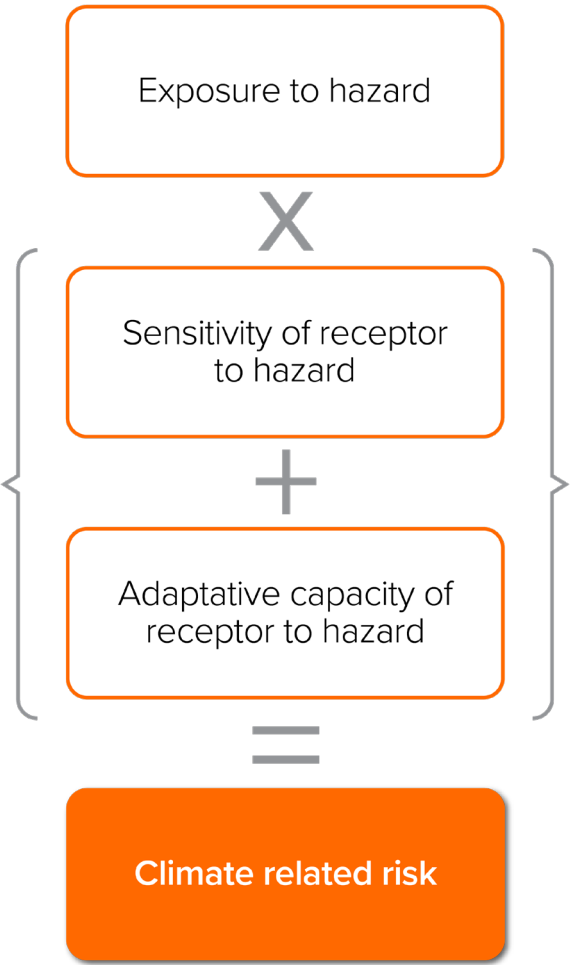 Exposure to hazard
X
Sensitivity of receptor
to hazard
+
Adaptative capacity of
receptor to hazard
=
Climate related risk